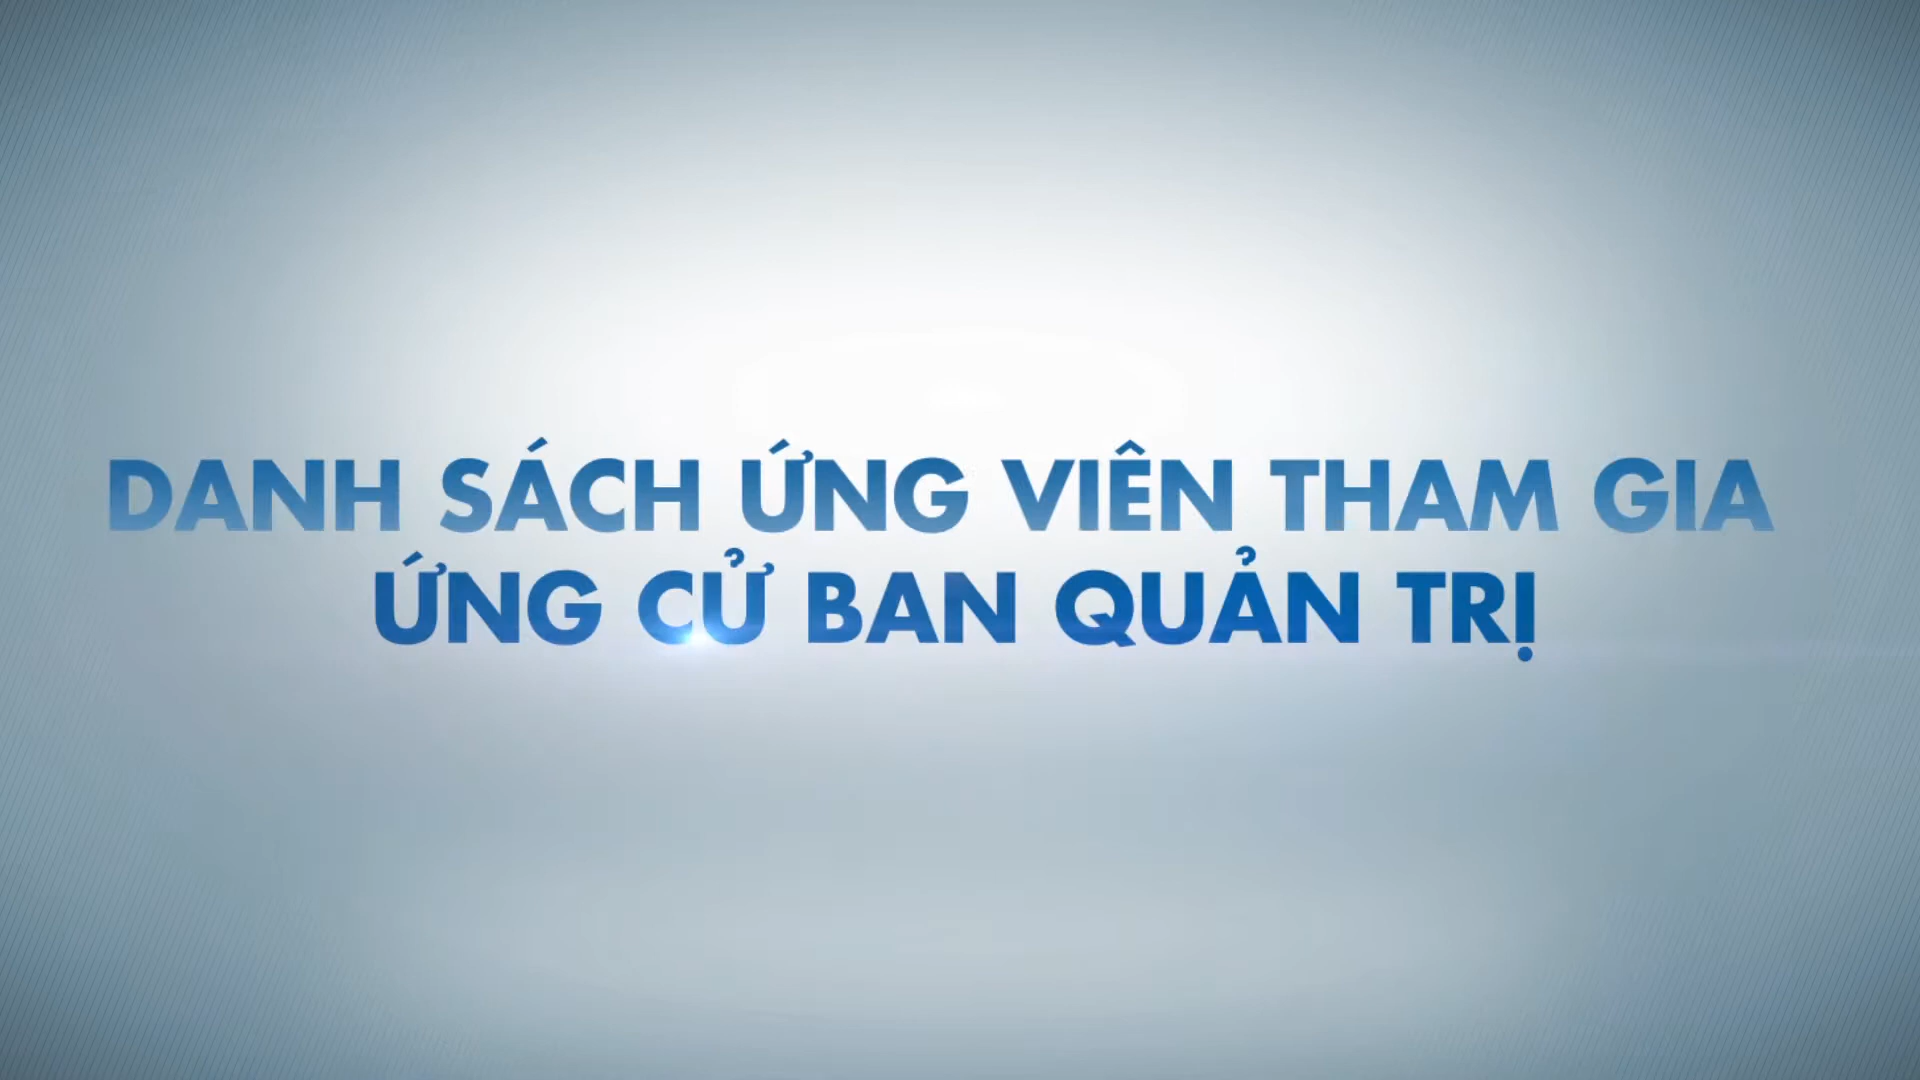 DANH SÁCH ỨNG VIÊN THAM GIA
ỨNG CỬ BAN QUẢN TRỊ